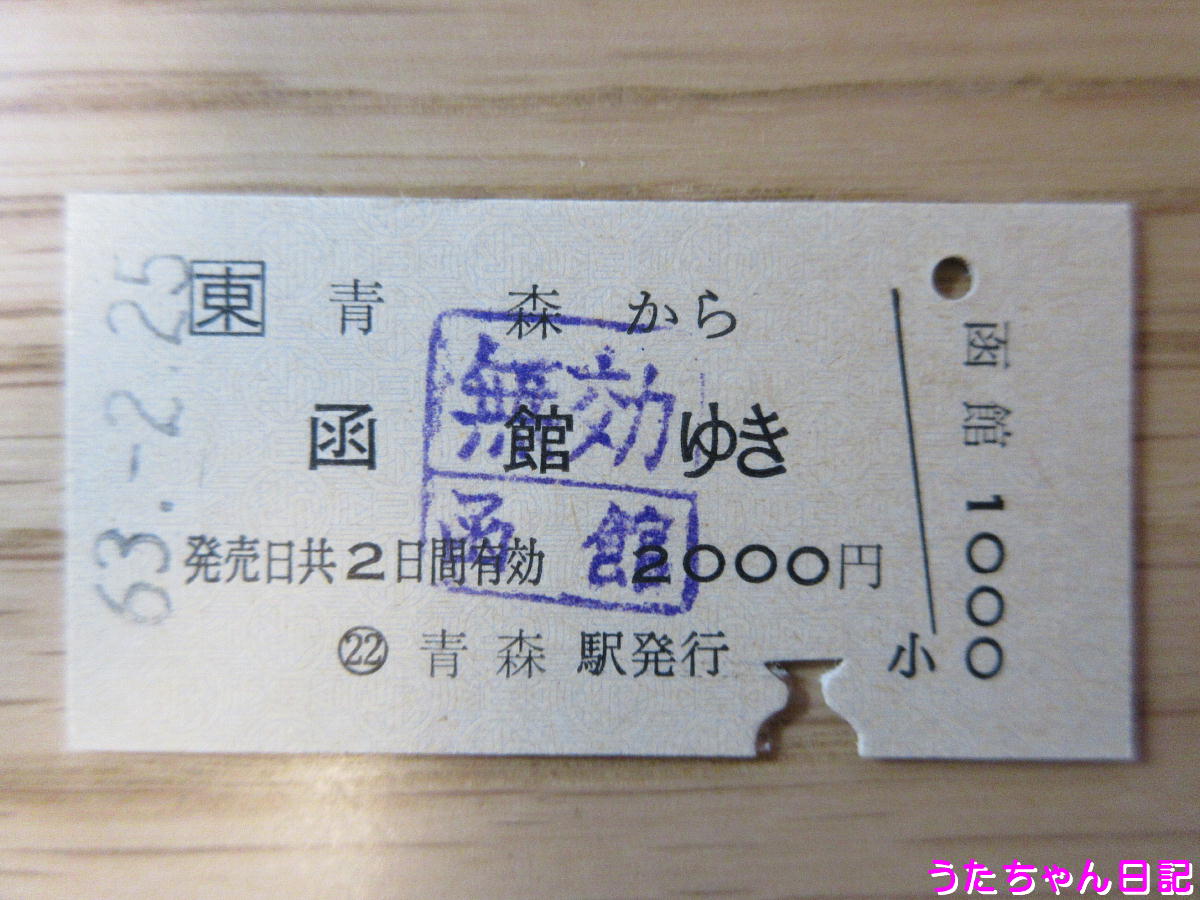 63.-2.25
東 青森から
函館ゆき
発売日共2日間有効 2000円
㉒ 青森駅発行
無効
函館
小
函館 1000
うたちゃん日記